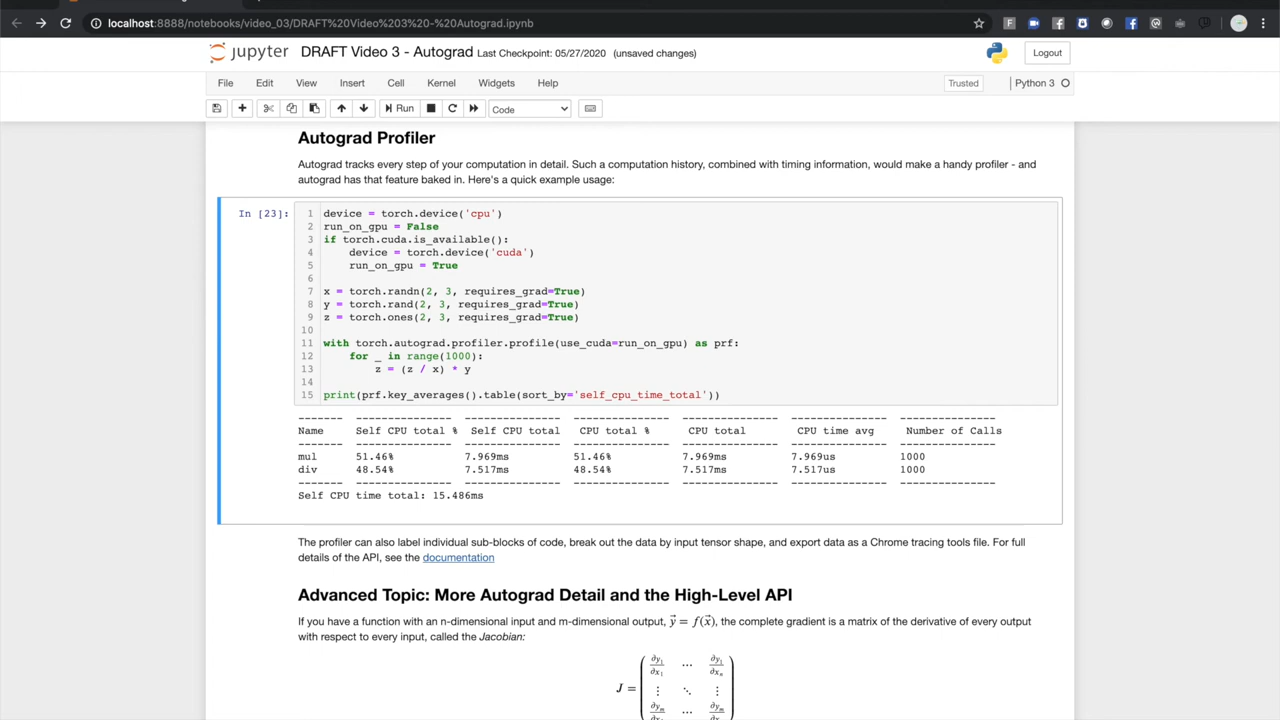 localhost:8888/notebooks/video_03/DRAFT%20Video%203%20-%20Autograd.ipynb
jupyter DRAFT Video 3 - Autograd Last Checkpoint: 05/27/2020 (unsaved changes)
Logout
File Edit View Insert Cell Kernel Widgets Help
Trusted
Python 3
Run
Code
Autograd Profiler
Autograd tracks every step of your computation in detail. Such a computation history, combined with timing information, would make a handy profiler - and
autograd has that feature baked in. Here's a quick example usage:
In [23]:
1 device = torch.device('cpu')
2 run_on_gpu = False
3 if torch.cuda.is_available():
4     device = torch.device('cuda')
5     run_on_gpu = True
6
7 x = torch.randn(2, 3, requires_grad=True)
8 y = torch.rand(2, 3, requires_grad=True)
9 z = torch.ones(2, 3, requires_grad=True)
10
11 with torch.autograd.profiler.profile(use_cuda=run_on_gpu) as prf:
12     for _ in range(1000):
13         z = (z / x) * y
14
15 print(prf.key_averages().table(sort_by='self_cpu_time_total'))
------- --------------- --------------- --------------- --------------- --------------- ---------------
Name Self CPU total % Self CPU total CPU total % CPU total CPU time avg Number of Calls
------- --------------- --------------- --------------- --------------- --------------- ---------------
mul 51.46% 7.969ms 51.46% 7.969ms 7.969us 1000
div 48.54% 7.517ms 48.54% 7.517ms 7.517us 1000
------- --------------- --------------- --------------- --------------- --------------- ---------------
Self CPU time total: 15.486ms
The profiler can also label individual sub-blocks of code, break out the data by input tensor shape, and export data as a Chrome tracing tools file. For full
details of the API, see the documentation
Advanced Topic: More Autograd Detail and the High-Level API
If you have a function with an n-dimensional input and m-dimensional output, y⃗ = f(x⃗), the complete gradient is a matrix of the derivative of every output
with respect to every input, called the Jacobian:
∂y₁/∂x₁ ⋯ ∂y₁/∂xₙ
J = ⋮ ⋱ ⋮
∂yₘ/∂x₁ ⋯ ∂yₘ/∂xₙ